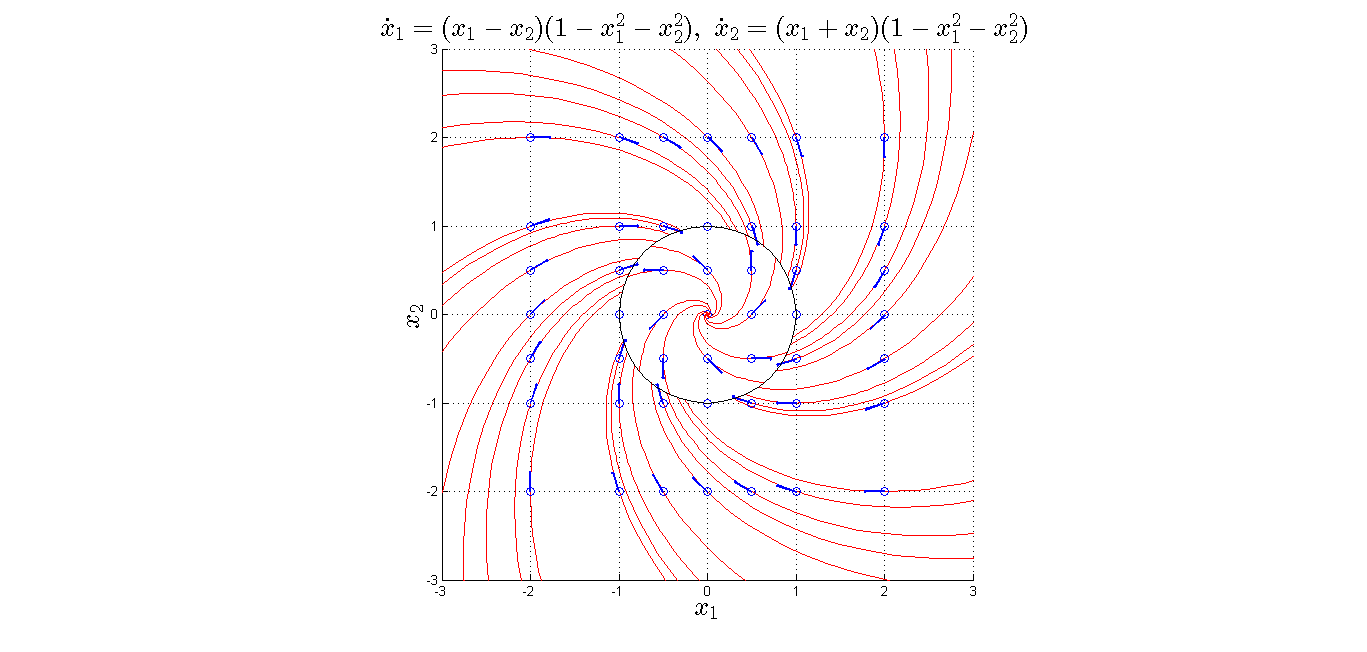 ẋ₁ = (x₁ − x₂)(1 − x₁² − x₂²), ẋ₂ = (x₁ + x₂)(1 − x₁² − x₂²)
3
2
1
0
-1
-2
-3
x₂
-3 -2 -1 0 1 2 3
x₁